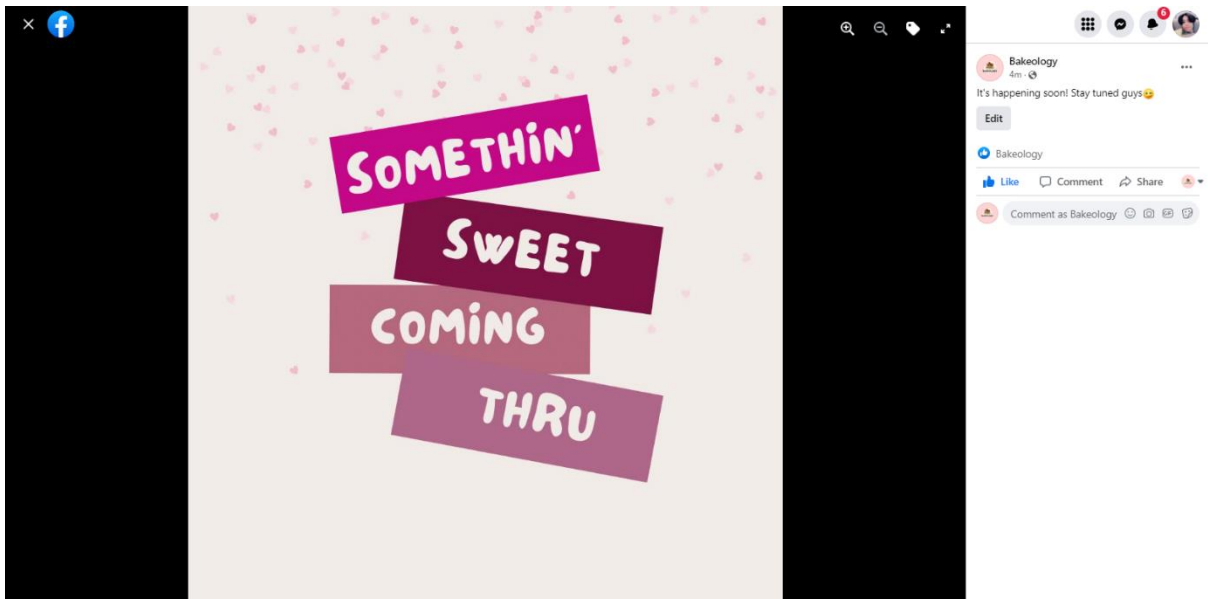 SOMETHIN'
SWEET
COMING
THRU
6
Bakeology
4m
It's happening soon! Stay tuned guys
Edit
Bakeology
Like Comment Share
Comment as Bakeology